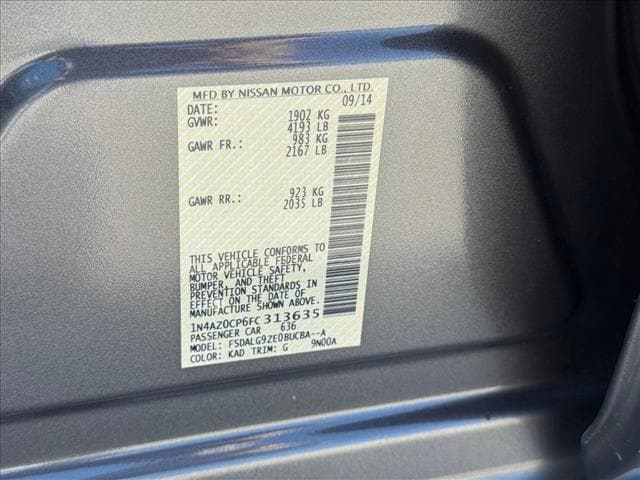 MFD BY NISSAN MOTOR CO., LTD.
DATE: 09/14
GVWR: 1902 KG
4193 LB
GAWR FR.: 983 KG
2167 LB
GAWR RR.: 923 KG
2035 LB
THIS VEHICLE CONFORMS TO
ALL APPLICABLE FEDERAL
MOTOR VEHICLE SAFETY,
BUMPER, AND THEFT
PREVENTION STANDARDS IN
EFFECT ON THE DATE OF
MANUFACTURE SHOWN ABOVE.
1N4AZ0CP6FC313635
PASSENGER CAR 636
MODEL: FSDALG9ZE0BUCBA--A
COLOR: KAD TRIM: G 9N00A